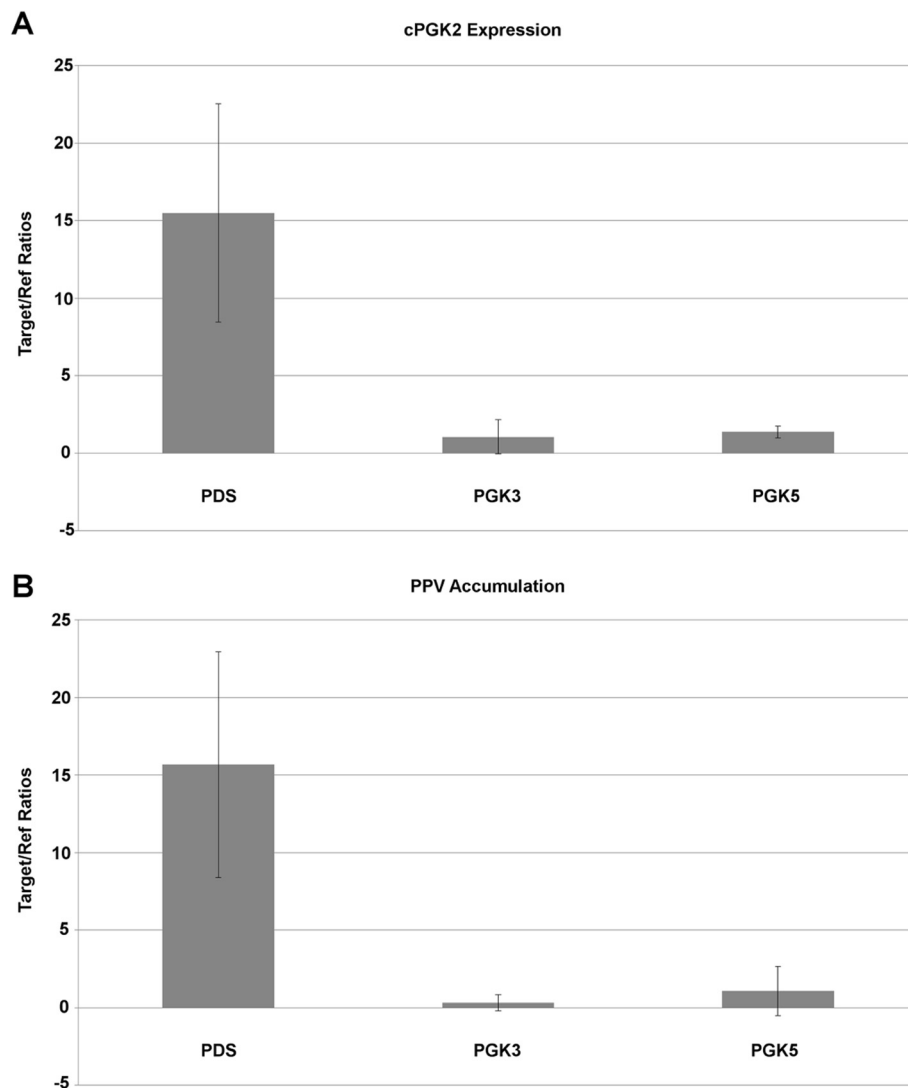 A
cPGK2 Expression
25
20
15
10
5
0
-5
Target/Ref Ratios
PDS
PGK3
PGK5
B
PPV Accumulation
25
20
15
10
5
0
-5
Target/Ref Ratios
PDS
PGK3
PGK5